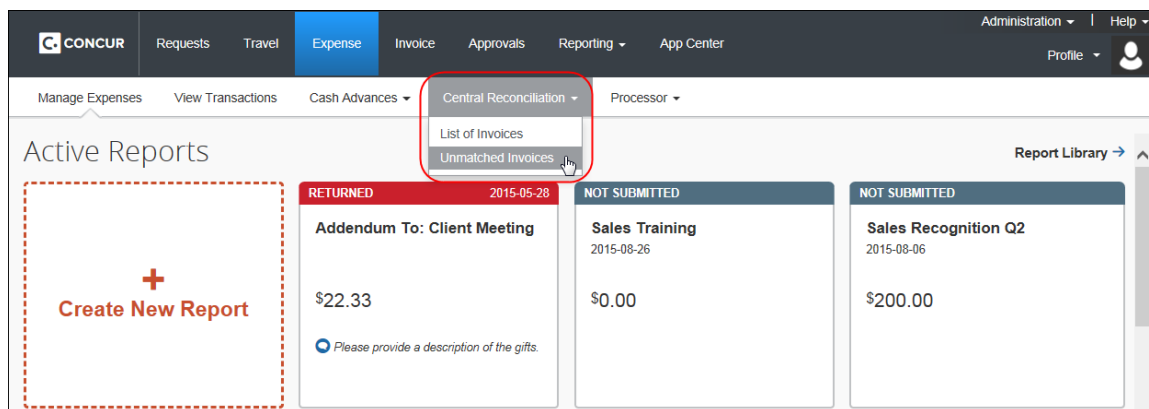 Administration | Help
C. CONCUR Requests Travel Expense Invoice Approvals Reporting App Center
Profile
Manage Expenses View Transactions Cash Advances Central Reconciliation Processor
List of Invoices
Unmatched Invoices
Active Reports
Report Library →
Create New Report
RETURNED 2015-05-28
Addendum To: Client Meeting
$22.33
Please provide a description of the gifts.
NOT SUBMITTED
Sales Training
2015-08-26
$0.00
NOT SUBMITTED
Sales Recognition Q2
2015-08-06
$200.00